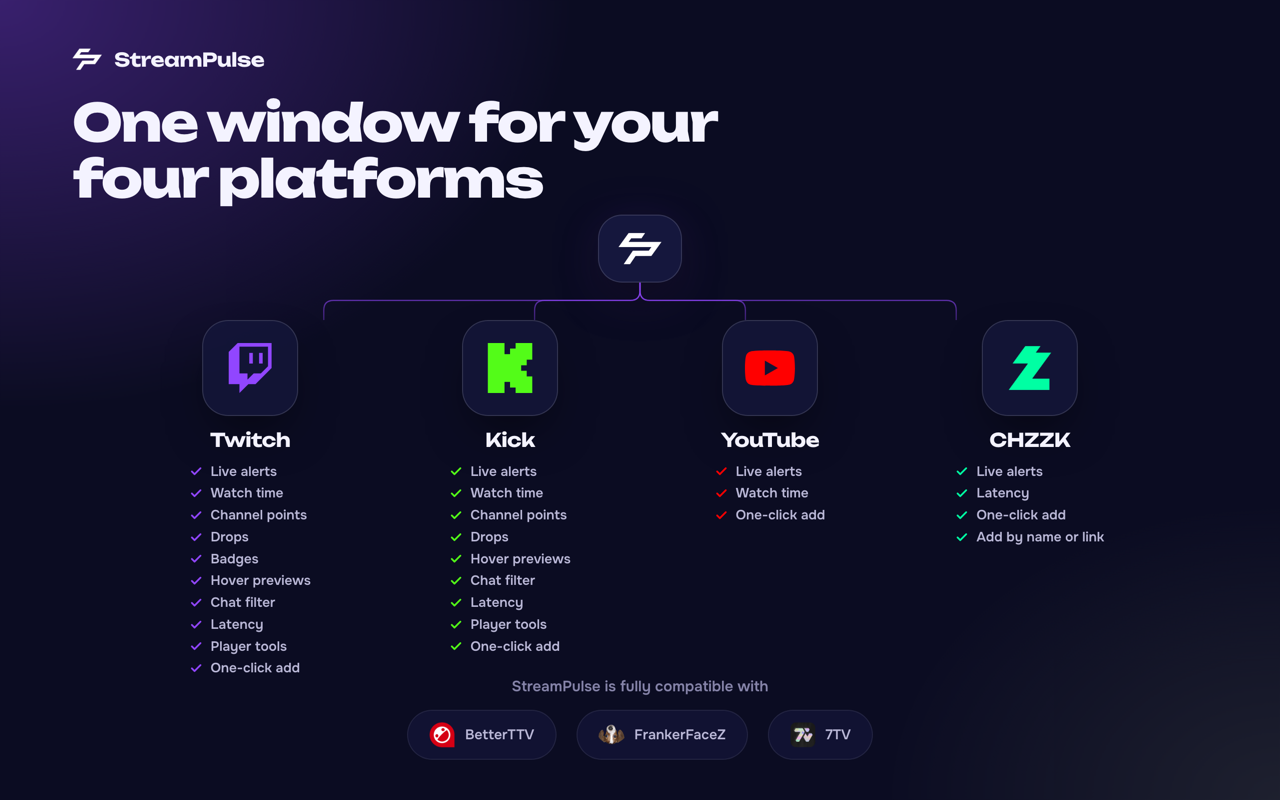 StreamPulse
One window for your
four platforms
Twitch
Live alerts
Watch time
Channel points
Drops
Badges
Hover previews
Chat filter
Latency
Player tools
One-click add
Kick
Live alerts
Watch time
Channel points
Drops
Hover previews
Chat filter
Latency
Player tools
One-click add
YouTube
Live alerts
Watch time
One-click add
CHZZK
Live alerts
Latency
One-click add
Add by name or link
StreamPulse is fully compatible with
BetterTTV
FrankerFaceZ
7TV